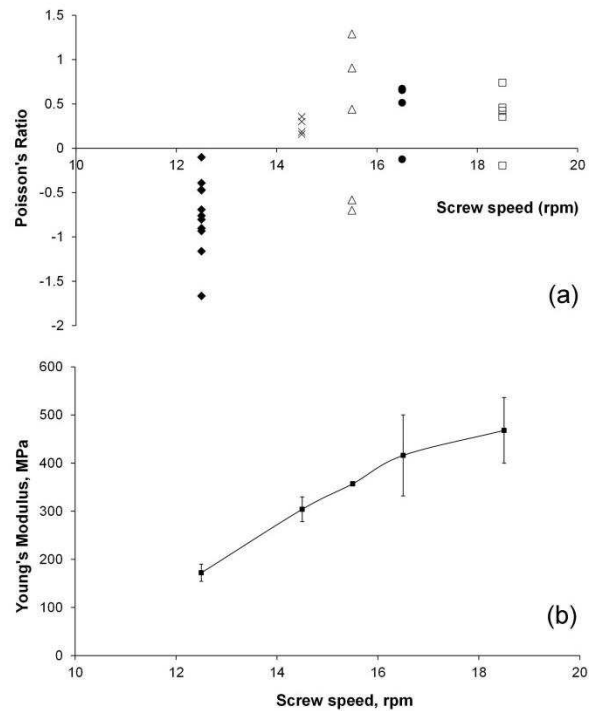 1.5
1
0.5
0
-0.5
-1
-1.5
-2
Poisson's Ratio
10 12 14 16 18 20
Screw speed (rpm)
(a)
600
500
400
300
200
100
0
Young's Modulus, MPa
(b)
10 12 14 16 18 20
Screw speed, rpm